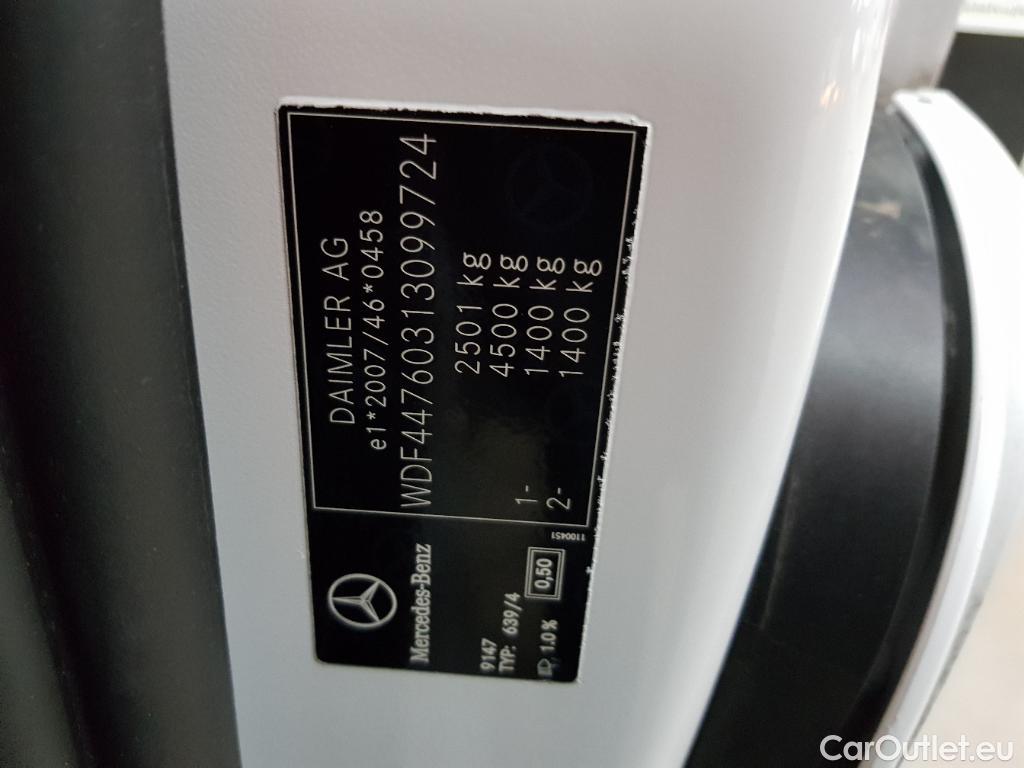 DAIMLER AG
e1*2007/46*0458
WDF44760313099724
2501 kg
4500 kg
1- 1400 kg
2- 1400 kg
Mercedes-Benz
9147
TYP: 639/4
1.0 % 0,50
1100451
CarOutlet.eu